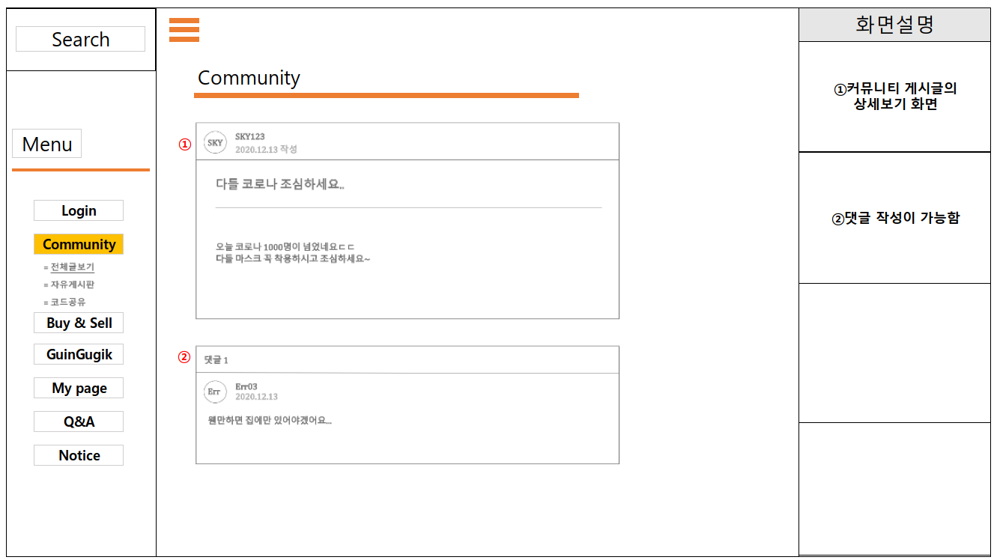 Search
Menu
Login
Community
= 전체글보기
= 자유게시판
= 코드공유
Buy & Sell
GuinGugik
My page
Q&A
Notice
Community
①
SKY
SKY123
2020.12.13 작성
다들 코로나 조심하세요..
오늘 코로나 1000명이 넘었네요ㄷㄷ
다들 마스크 꼭 착용하시고 조심하세요~
②
댓글 1
Err
Err03
2020.12.13
웬만하면 집에만 있어야겠어요...
화면설명
①커뮤니티 게시글의
상세보기 화면
②댓글 작성이 가능함